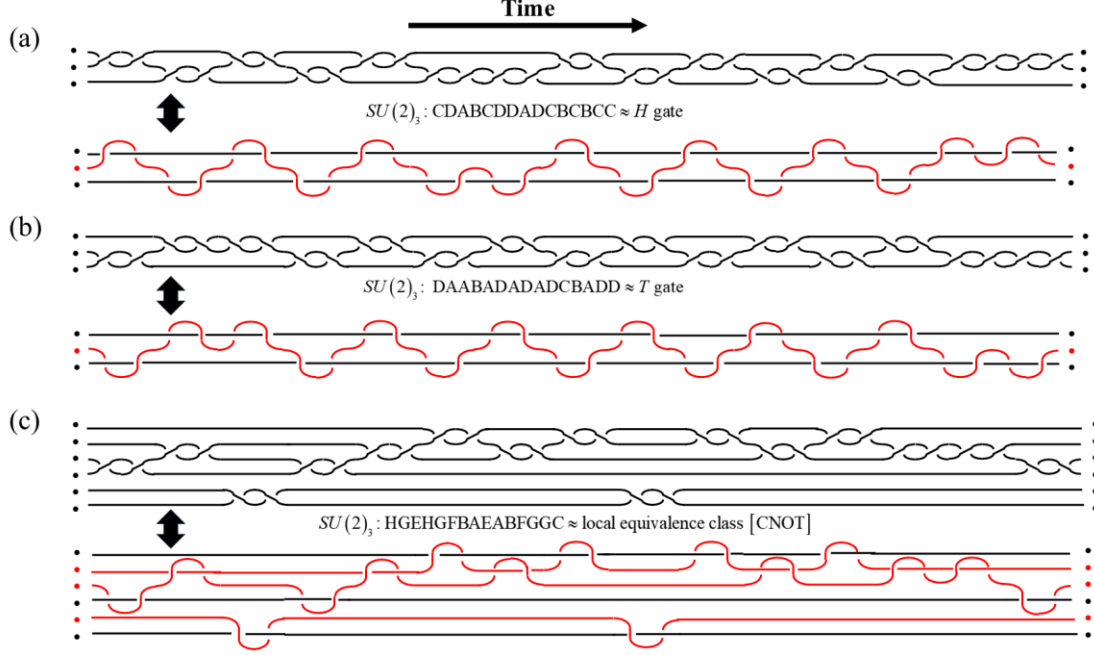 Time
(a)
SU(2)₃: CDABCDDADCBCBCC ≈ H gate
(b)
SU(2)₃: DAABADADADCBADD ≈ T gate
(c)
SU(2)₃: HGEHGFBAEABFGGC ≈ local equivalence class [CNOT]